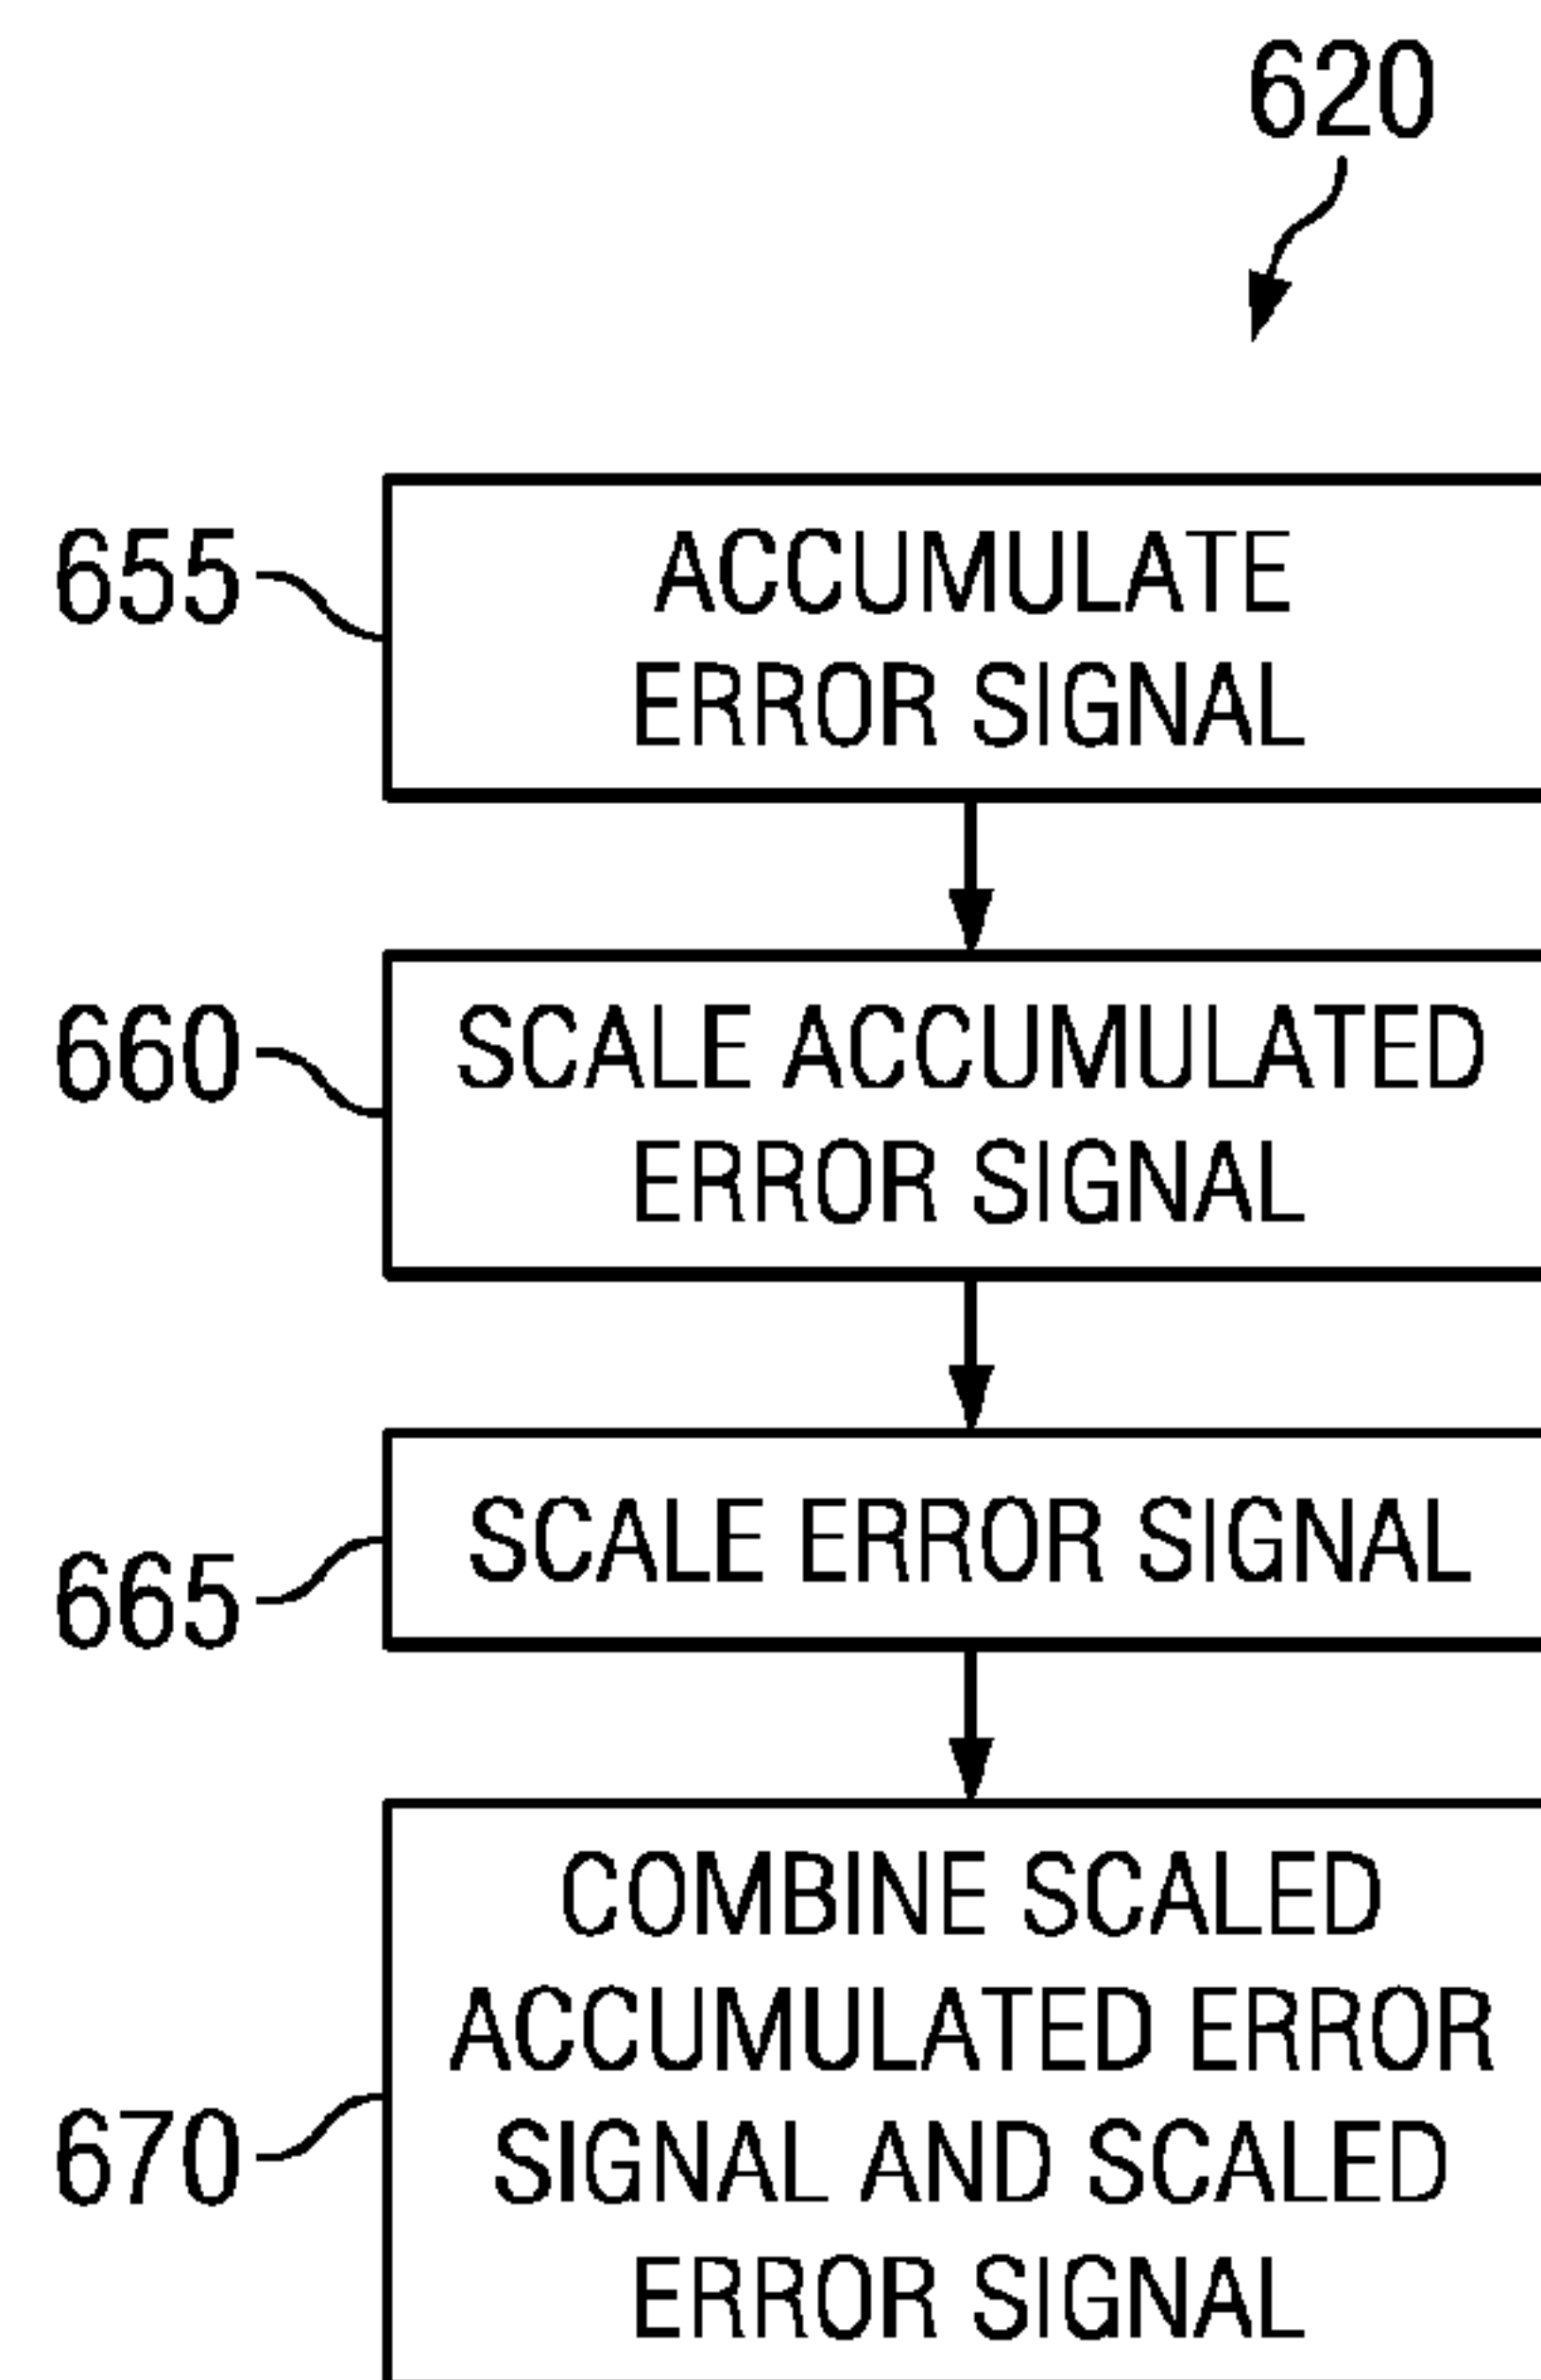 620
655
ACCUMULATE
ERROR SIGNAL
660
SCALE ACCUMULATED
ERROR SIGNAL
665
SCALE ERROR SIGNAL
670
COMBINE SCALED
ACCUMULATED ERROR
SIGNAL AND SCALED
ERROR SIGNAL